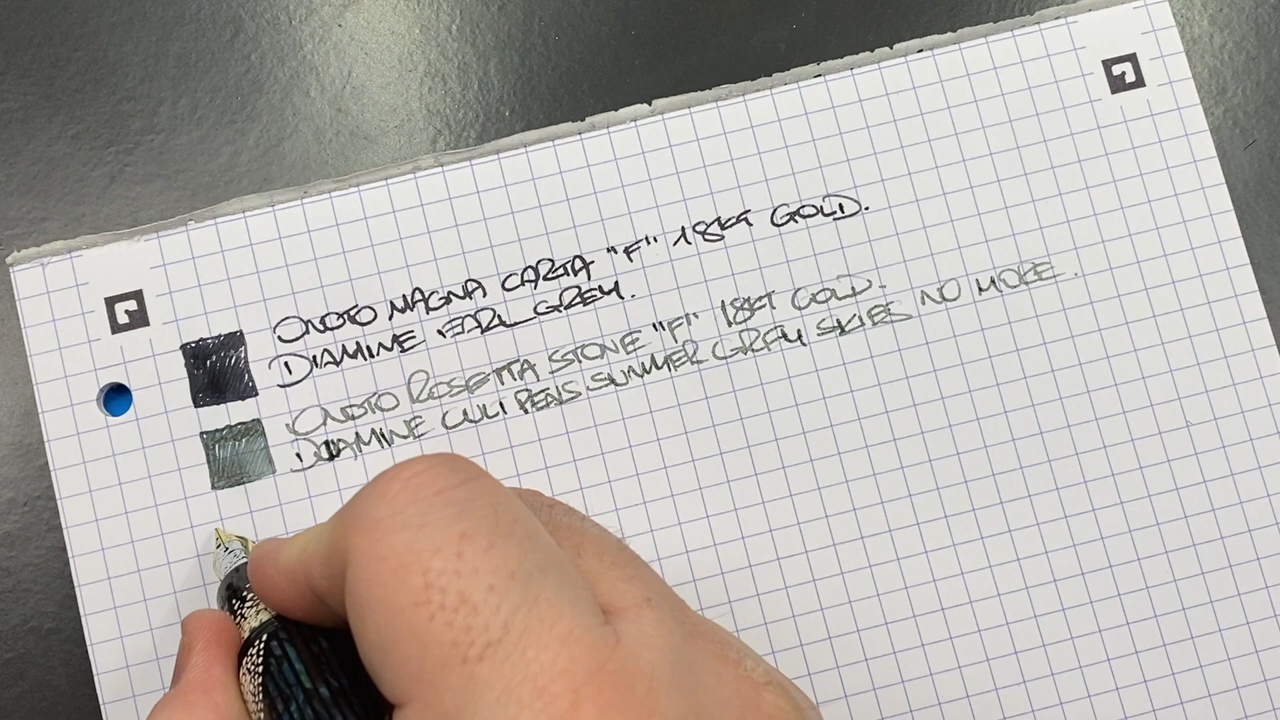 ONOTO MAGNA CARTA "F" 18KT GOLD.
DIAMINE EARL GREY.
ONOTO ROSETTA STONE "F" 18KT GOLD.
DIAMINE CULT PENS SUMMER GREY SKIES NO MORE.